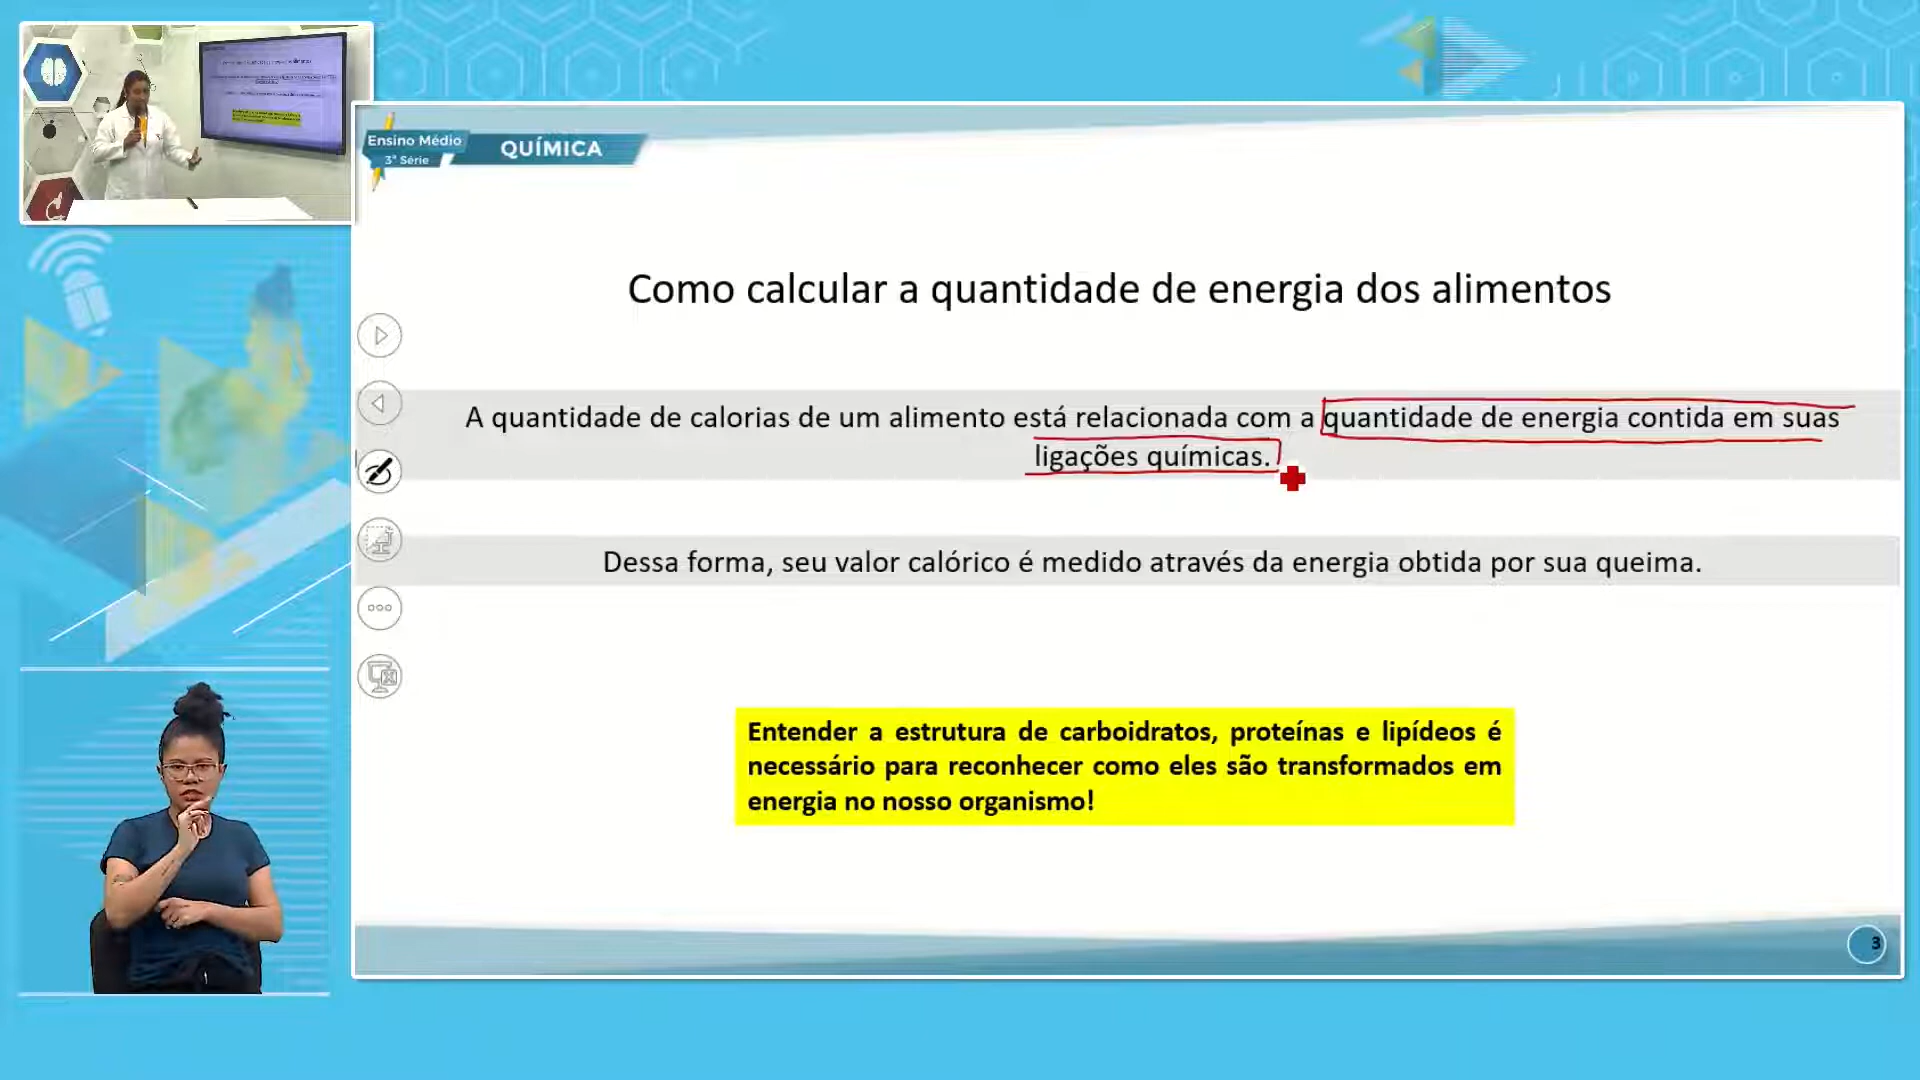 Ensino Médio
3ª Série
QUÍMICA
Como calcular a quantidade de energia dos alimentos
A quantidade de calorias de um alimento está relacionada com a quantidade de energia contida em suas
ligações químicas.
Dessa forma, seu valor calórico é medido através da energia obtida por sua queima.
Entender a estrutura de carboidratos, proteínas e lipídeos é
necessário para reconhecer como eles são transformados em
energia no nosso organismo!
3